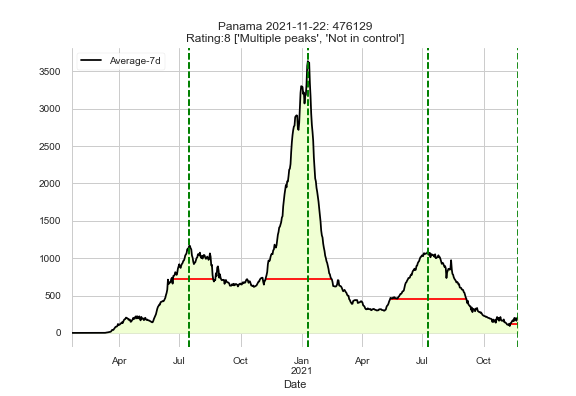 Panama 2021-11-22: 476129
Rating:8 ['Multiple peaks', 'Not in control']
Average-7d
3500
3000
2500
2000
1500
1000
500
0
Apr
Jul
Oct
Jan
2021
Apr
Jul
Oct
Date